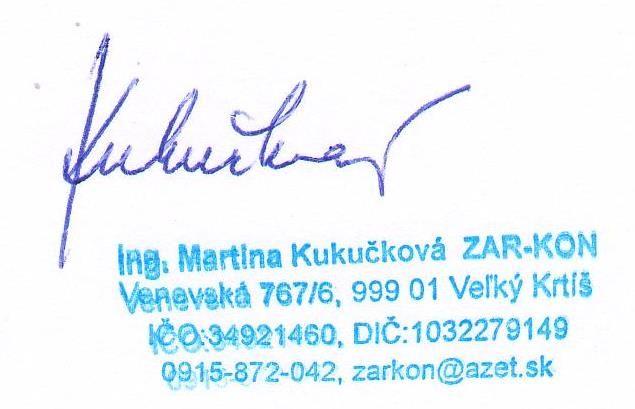 Kukučková
Ing. Martina Kukučková ZAR-KON
Venevská 767/6, 999 01 Veľký Krtíš
IČO:34921460, DIČ:1032279149
0915-872-042, zarkon@azet.sk